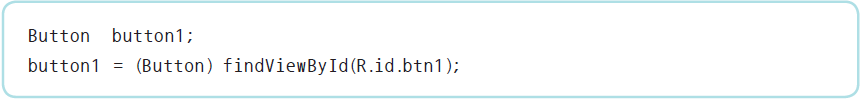 Button  button1;
button1 = (Button) findViewById(R.id.btn1);